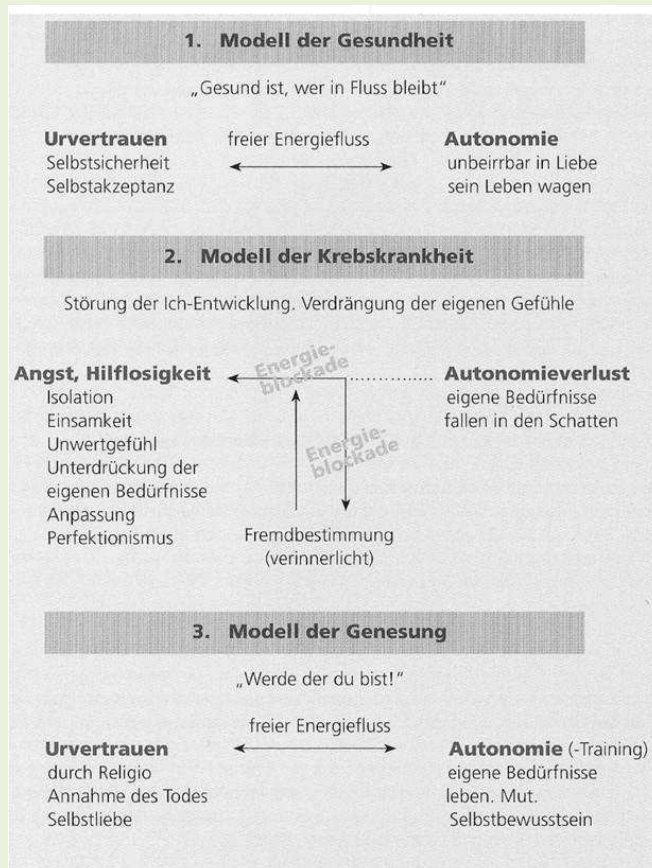 1. Modell der Gesundheit
„Gesund ist, wer in Fluss bleibt“
Urvertrauen
Selbstsicherheit
Selbstakzeptanz
freier Energiefluss
Autonomie
unbeirrbar in Liebe
sein Leben wagen
2. Modell der Krebskrankheit
Störung der Ich-Entwicklung. Verdrängung der eigenen Gefühle
Angst, Hilflosigkeit
Isolation
Einsamkeit
Unwertgefühl
Unterdrückung der
eigenen Bedürfnisse
Anpassung
Perfektionismus
Energie-
blockade
Energie-
blockade
Fremdbestimmung
(verinnerlicht)
Autonomieverlust
eigene Bedürfnisse
fallen in den Schatten
3. Modell der Genesung
„Werde der du bist!“
Urvertrauen
durch Religio
Annahme des Todes
Selbstliebe
freier Energiefluss
Autonomie (-Training)
eigene Bedürfnisse
leben. Mut.
Selbstbewusstsein